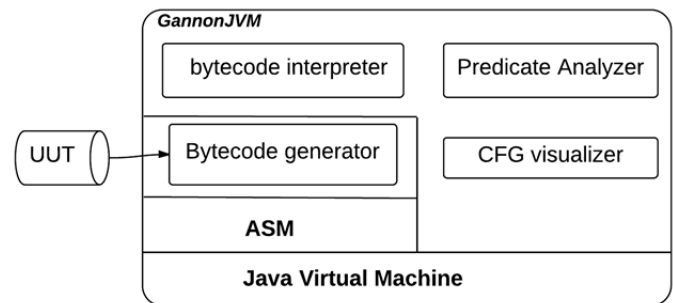 GannonJVM
bytecode interpreter
Predicate Analyzer
UUT
Bytecode generator
CFG visualizer
ASM
Java Virtual Machine